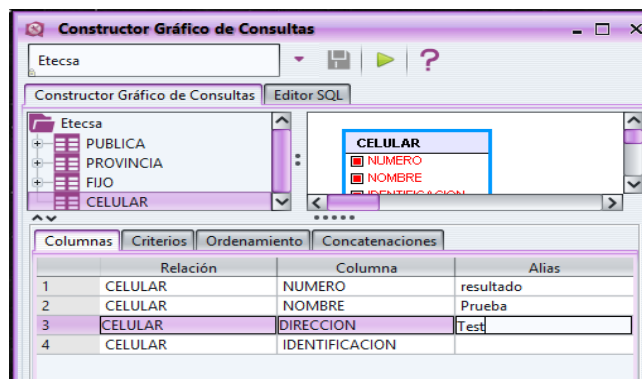 Constructor Gráfico de Consultas
Etecsa
Constructor Gráfico de Consultas Editor SQL
Etecsa
PUBLICA
PROVINCIA
FIJO
CELULAR
CELULAR
NUMERO
NOMBRE
IDENTIFICACION
Columnas Criterios Ordenamiento Concatenaciones
Relación Columna Alias
1 CELULAR NUMERO resultado
2 CELULAR NOMBRE Prueba
3 CELULAR DIRECCION Test
4 CELULAR IDENTIFICACION